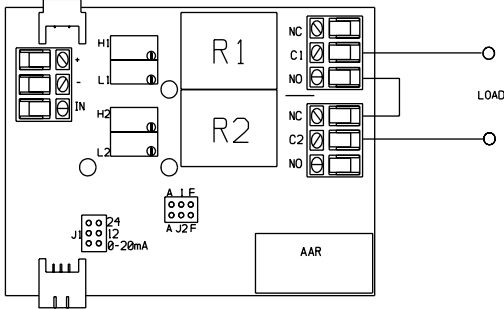 H1
R1
NC
+
C1
L1
NO
-
LOAD
IN
H2
NC
R2
C2
L2
NO
A 1 F
24
J1
12
A J2 F
0-20mA
AAR